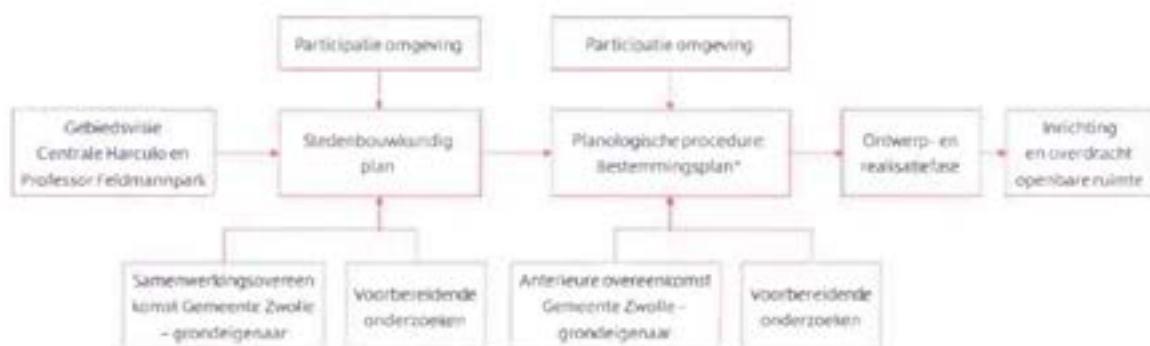 Participatie omgeving
Participatie omgeving
Gebiedsvisie
Centrale Harculo en
Professor Feldmannpark
Stedenbouwkundig
plan
Planologische procedure
Bestemmingsplan*
Ontwerp- en
realisatiefase
Inrichting
en overdracht
openbare ruimte
Samenwerkingsovereen
komst Gemeente Zwolle
– grondeigenaar
Voorbereidende
onderzoeken
Anterieure overeenkomst
Gemeente Zwolle -
grondeigenaar
Voorbereidende
onderzoeken